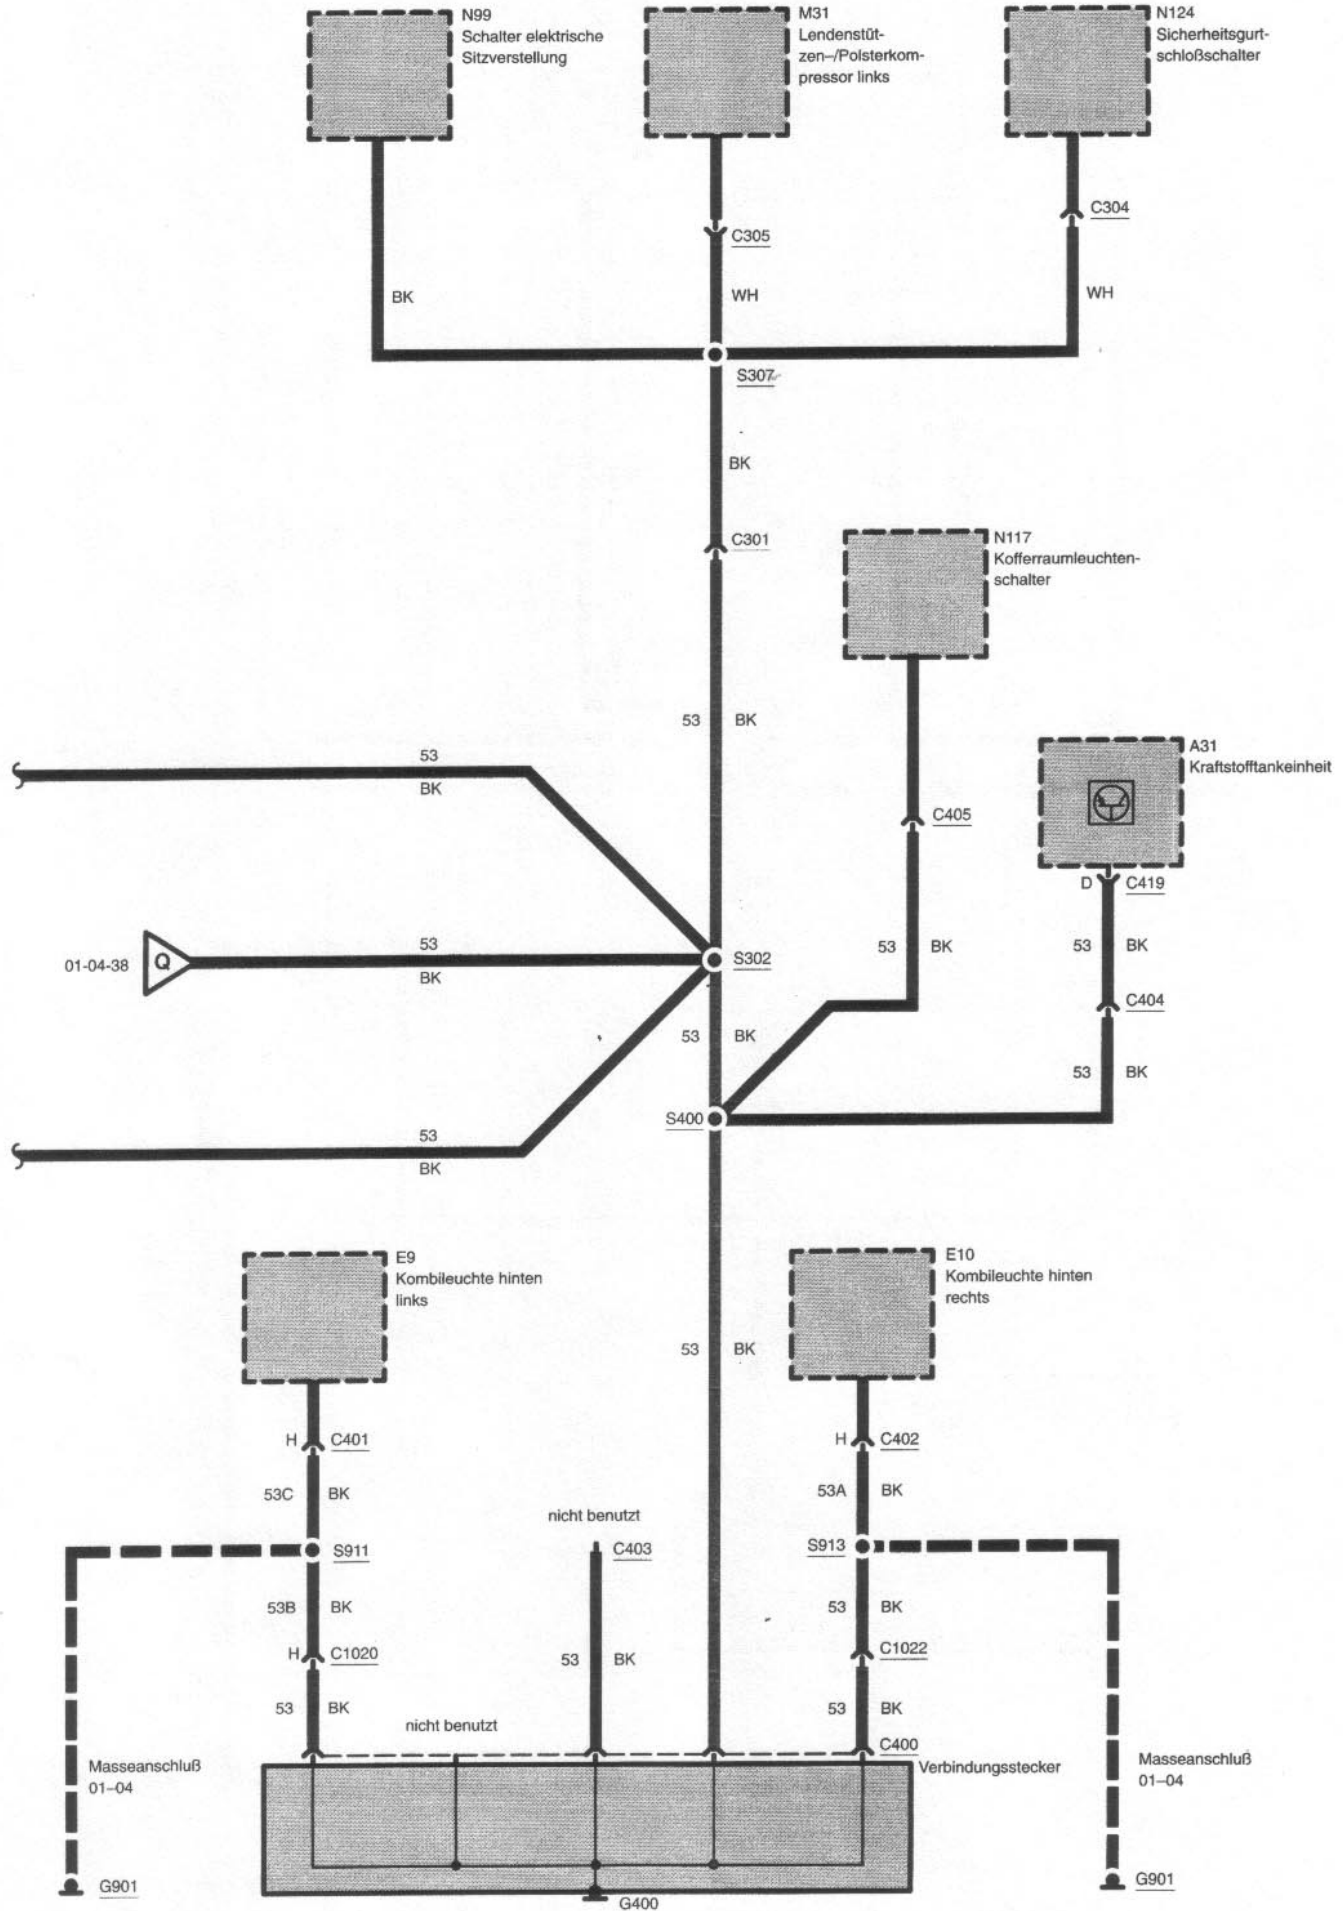 N99
Schalter elektrische
Sitzverstellung
M31
Lendenstüt-
zen–/Polsterkom-
pressor links
N124
Sicherheitsgurt-
schloßschalter
C305
C304
BK
WH
WH
S307
BK
C301
N117
Kofferraumleuchten-
schalter
53 BK
A31
Kraftstofftankeinheit
53
BK
C405
D C419
53 BK
53 BK
01-04-38
Q
53
BK
S302
C404
53 BK
53 BK
S400
53
BK
E9
Kombileuchte hinten
links
E10
Kombileuchte hinten
rechts
53 BK
H C401
H C402
53C BK
53A BK
nicht benutzt
S911
C403
S913
53B BK
53 BK
H C1020
53 BK
C1022
53 BK
53 BK
nicht benutzt
C400
Verbindungsstecker
Masseanschluß
01–04
Masseanschluß
01–04
G901
G400
G901